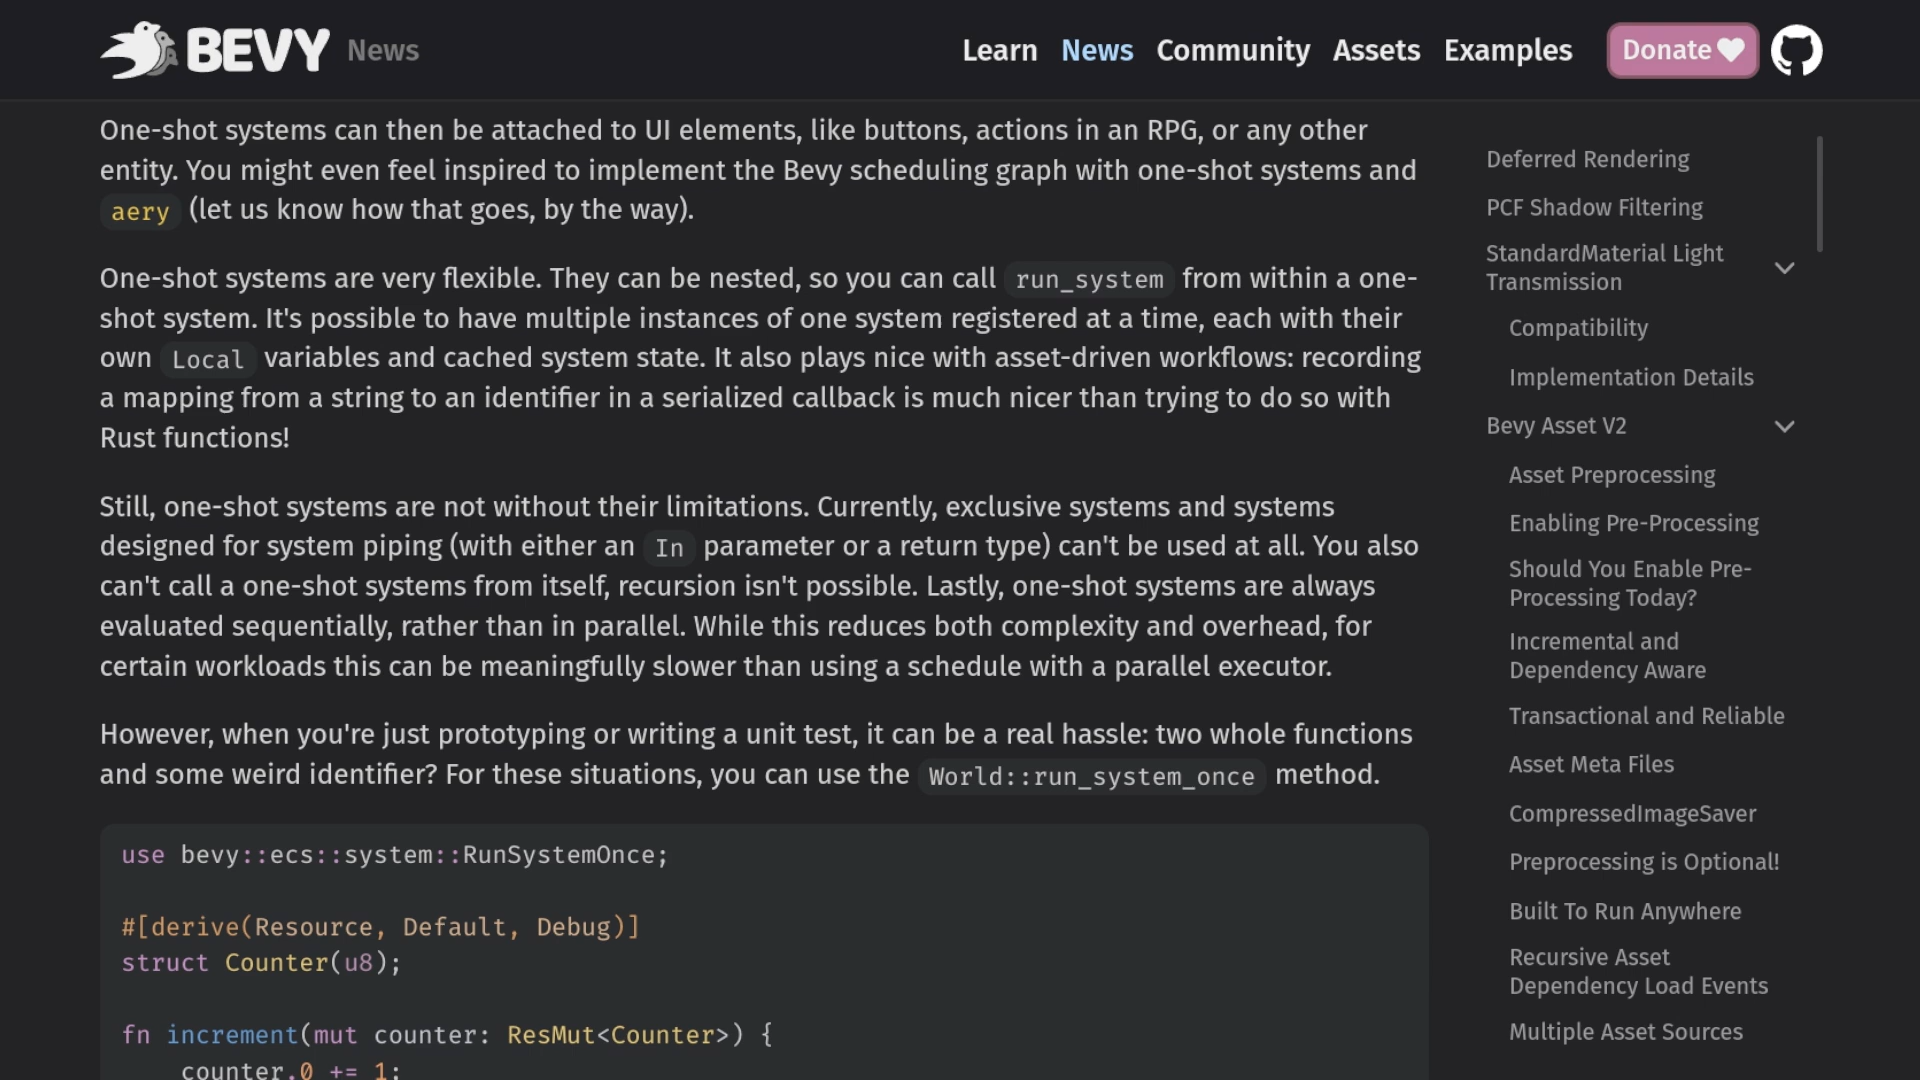 BEVY News
Learn News Community Assets Examples Donate
One-shot systems can then be attached to UI elements, like buttons, actions in an RPG, or any other
entity. You might even feel inspired to implement the Bevy scheduling graph with one-shot systems and
aery (let us know how that goes, by the way).
One-shot systems are very flexible. They can be nested, so you can call run_system from within a one-
shot system. It's possible to have multiple instances of one system registered at a time, each with their
own Local variables and cached system state. It also plays nice with asset-driven workflows: recording
a mapping from a string to an identifier in a serialized callback is much nicer than trying to do so with
Rust functions!
Still, one-shot systems are not without their limitations. Currently, exclusive systems and systems
designed for system piping (with either an In parameter or a return type) can't be used at all. You also
can't call a one-shot systems from itself, recursion isn't possible. Lastly, one-shot systems are always
evaluated sequentially, rather than in parallel. While this reduces both complexity and overhead, for
certain workloads this can be meaningfully slower than using a schedule with a parallel executor.
However, when you're just prototyping or writing a unit test, it can be a real hassle: two whole functions
and some weird identifier? For these situations, you can use the World::run_system_once method.
use bevy::ecs::system::RunSystemOnce;
#[derive(Resource, Default, Debug)]
struct Counter(u8);
fn increment(mut counter: ResMut<Counter>) {
counter.0 += 1;
Deferred Rendering
PCF Shadow Filtering
StandardMaterial Light
Transmission
Compatibility
Implementation Details
Bevy Asset V2
Asset Preprocessing
Enabling Pre-Processing
Should You Enable Pre-
Processing Today?
Incremental and
Dependency Aware
Transactional and Reliable
Asset Meta Files
CompressedImageSaver
Preprocessing is Optional!
Built To Run Anywhere
Recursive Asset
Dependency Load Events
Multiple Asset Sources